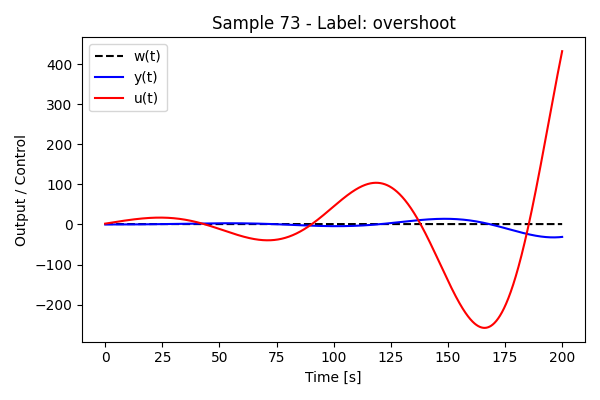 Sample 73 - Label: overshoot
w(t)
y(t)
u(t)
Output / Control
400
300
200
100
0
−100
−200
0
25
50
75
100
125
150
175
200
Time [s]